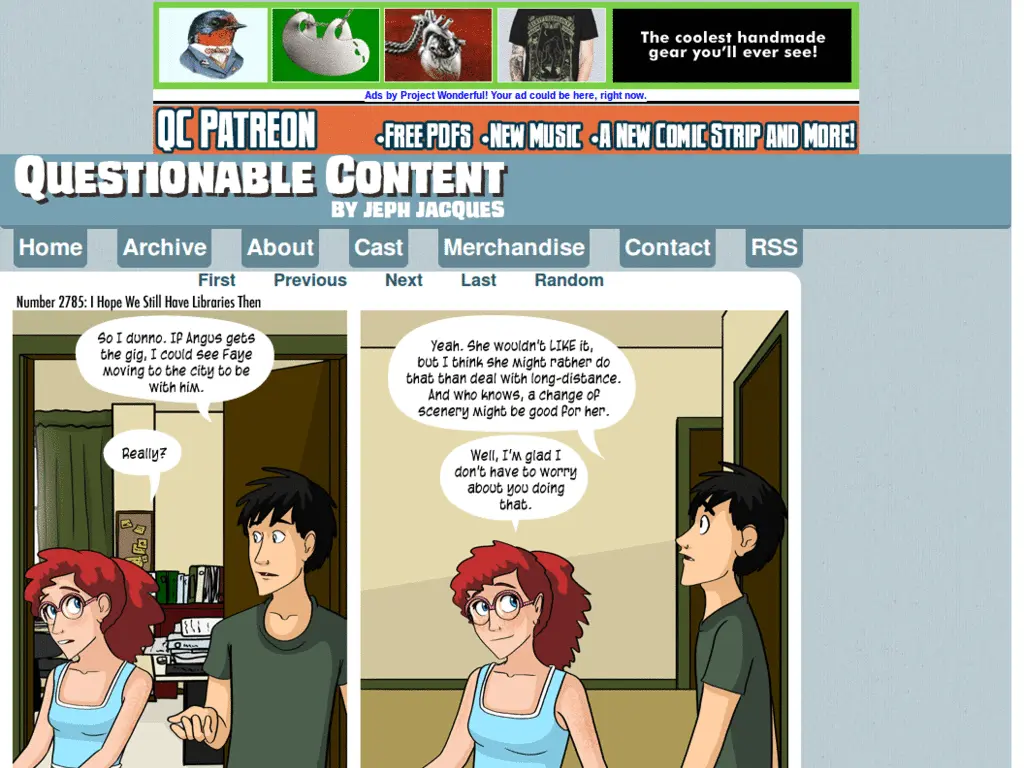 The coolest handmade
gear you'll ever see!
Ads by Project Wonderful! Your ad could be here, right now.
QC PATREON •FREE PDFS •NEW MUSIC •A NEW COMIC STRIP AND MORE!
QUESTIONABLE CONTENT
BY JEPH JACQUES
Home Archive About Cast Merchandise Contact RSS
First Previous Next Last Random
Number 2785: I Hope We Still Have Libraries Then
So I dunno. If Angus gets
the gig, I could see Faye
moving to the city to be
with him.
Really?
Yeah. She wouldn't LIKE it,
but I think she might rather do
that than deal with long-distance.
And who knows, a change of
scenery might be good for her.
Well, I'm glad I
don't have to worry
about you doing
that.